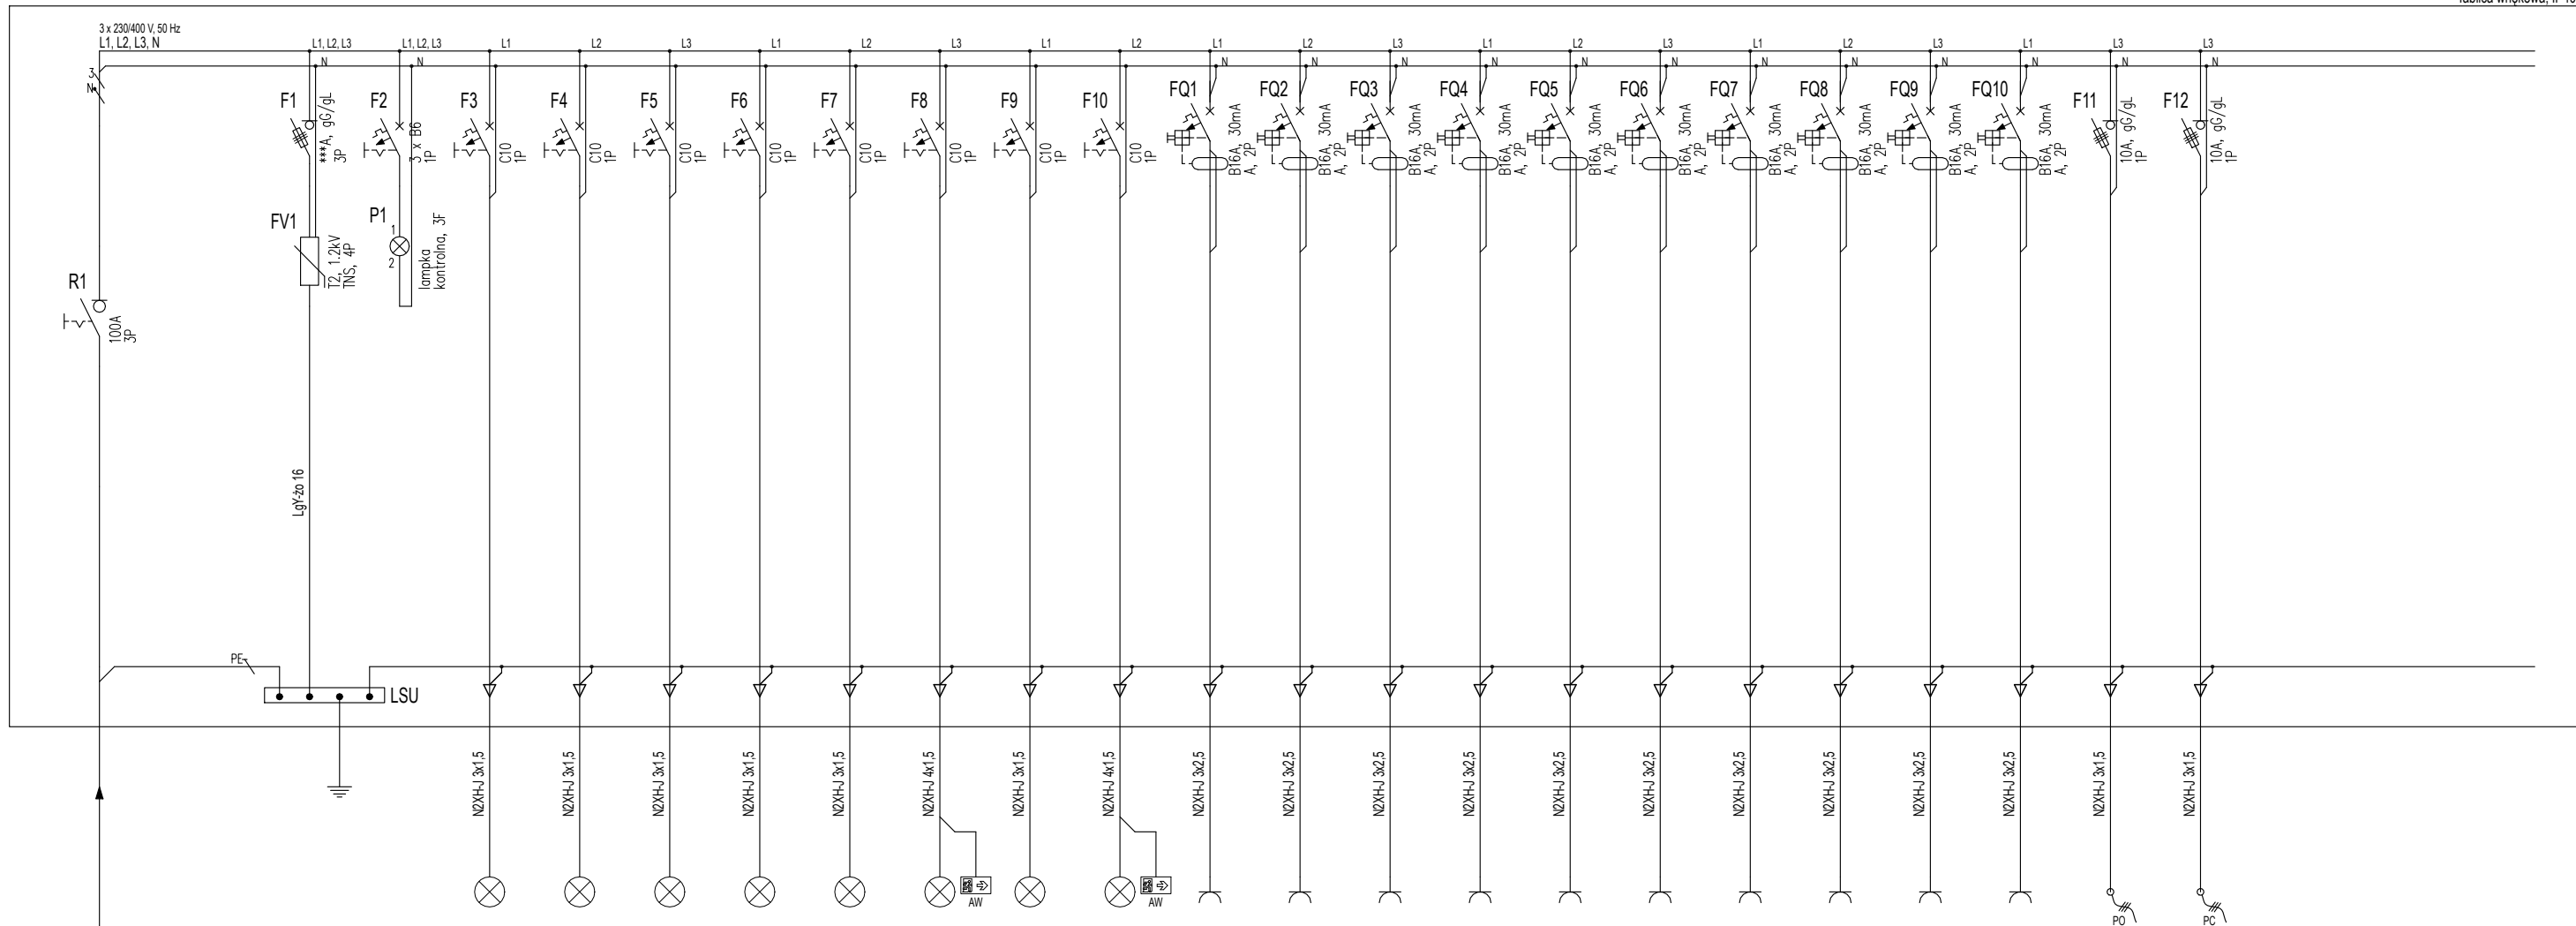 3 x 230/400 V, 50 Hz
L1, L2, L3, N
L1, L2, L3
L1, L2, L3
L1
L2
L3
L1
L2
L3
L1
L2
L1
L2
L3
L1
L2
L3
L1
L2
L3
L1
L3
L3
N
N
N
N
N
N
N
N
N
N
N
N
N
N
3
N
F1
***A, gG/gL
3P
F2
3 x B6
1P
F3
C10
1P
F4
C10
1P
F5
C10
1P
F6
C10
1P
F7
C10
1P
F8
C10
1P
F9
C10
1P
F10
C10
1P
FQ1
B16A, 30mA
A, 2P
FQ2
B16A, 30mA
A, 2P
FQ3
B16A, 30mA
A, 2P
FQ4
B16A, 30mA
A, 2P
FQ5
B16A, 30mA
A, 2P
FQ6
B16A, 30mA
A, 2P
FQ7
B16A, 30mA
A, 2P
FQ8
B16A, 30mA
A, 2P
FQ9
B16A, 30mA
A, 2P
FQ10
B16A, 30mA
A, 2P
F11
10A, gG/gL
1P
F12
10A, gG/gL
1P
FV1
T2, 1.2kV
TNS, 4P
P1
1
2
lampka
kontrolna, 3F
R1
100A
3P
LgY-żo 16
PE
LSU
N2XH-J 3x1,5
N2XH-J 3x1,5
N2XH-J 3x1,5
N2XH-J 3x1,5
N2XH-J 3x1,5
N2XH-J 4x1,5
N2XH-J 3x1,5
N2XH-J 4x1,5
N2XH-J 3x2,5
N2XH-J 3x2,5
N2XH-J 3x2,5
N2XH-J 3x2,5
N2XH-J 3x2,5
N2XH-J 3x2,5
N2XH-J 3x2,5
N2XH-J 3x2,5
N2XH-J 3x2,5
N2XH-J 3x2,5
N2XH-J 3x1,5
N2XH-J 3x1,5
AW
AW
PO
PC